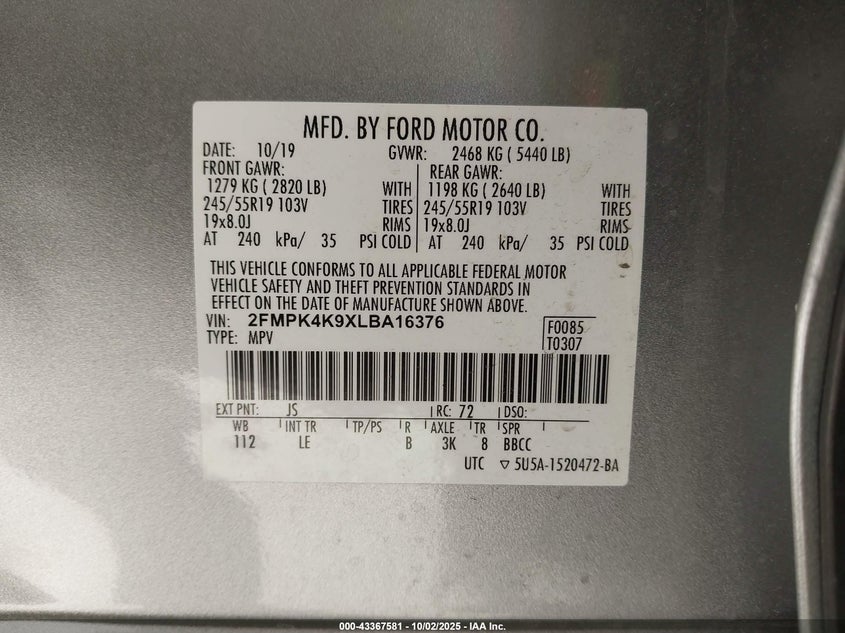 MFD. BY FORD MOTOR CO.
DATE: 10/19 GVWR: 2468 KG ( 5440 LB)
FRONT GAWR: REAR GAWR:
1279 KG ( 2820 LB) WITH 1198 KG ( 2640 LB) WITH
245/55R19 103V TIRES 245/55R19 103V TIRES
19x8.0J RIMS 19x8.0J RIMS
AT 240 kPa/ 35 PSI COLD AT 240 kPa/ 35 PSI COLD
THIS VEHICLE CONFORMS TO ALL APPLICABLE FEDERAL MOTOR
VEHICLE SAFETY AND THEFT PREVENTION STANDARDS IN
EFFECT ON THE DATE OF MANUFACTURE SHOWN ABOVE.
VIN: 2FMPK4K9XLBA16376 F0085
TYPE: MPV T0307
EXT PNT: JS RC: 72 DSO:
WB INT TR TP/PS R AXLE TR SPR
112 LE B 3K 8 BBCC
UTC ▽ 5U5A-1520472-BA
000-43367581 - 10/02/2025 - IAA Inc.